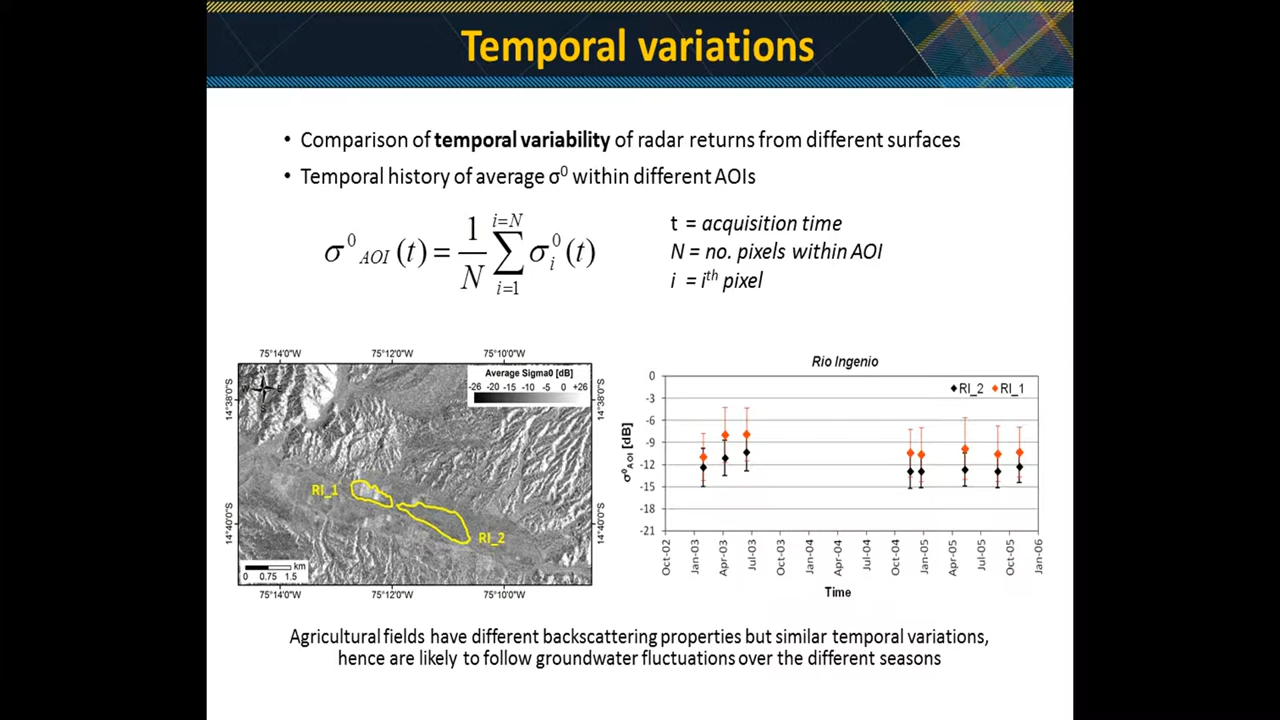 Temporal variations
• Comparison of temporal variability of radar returns from different surfaces
• Temporal history of average σ⁰ within different AOIs
σ⁰_AOI (t) = 1/N ∑_{i=1}^{i=N} σ_i⁰ (t)
t = acquisition time
N = no. pixels within AOI
i = iᵗʰ pixel
75°14'0"W 75°12'0"W 75°10'0"W
Average Sigma0 [dB]
-26 -20 -15 -10 -5 0 +26
N
W E
S
14°38'0"S 14°38'0"S
RI_1
RI_2
14°40'0"S 14°40'0"S
km
0 0.75 1.5
75°14'0"W 75°12'0"W 75°10'0"W
Rio Ingenio
RI_2 RI_1
σ⁰_AOI [dB]
0
-3
-6
-9
-12
-15
-18
-21
Oct-02 Jan-03 Apr-03 Jul-03 Oct-03 Jan-04 Apr-04 Jul-04 Oct-04 Jan-05 Apr-05 Jul-05 Oct-05 Jan-06
Time
Agricultural fields have different backscattering properties but similar temporal variations,
hence are likely to follow groundwater fluctuations over the different seasons